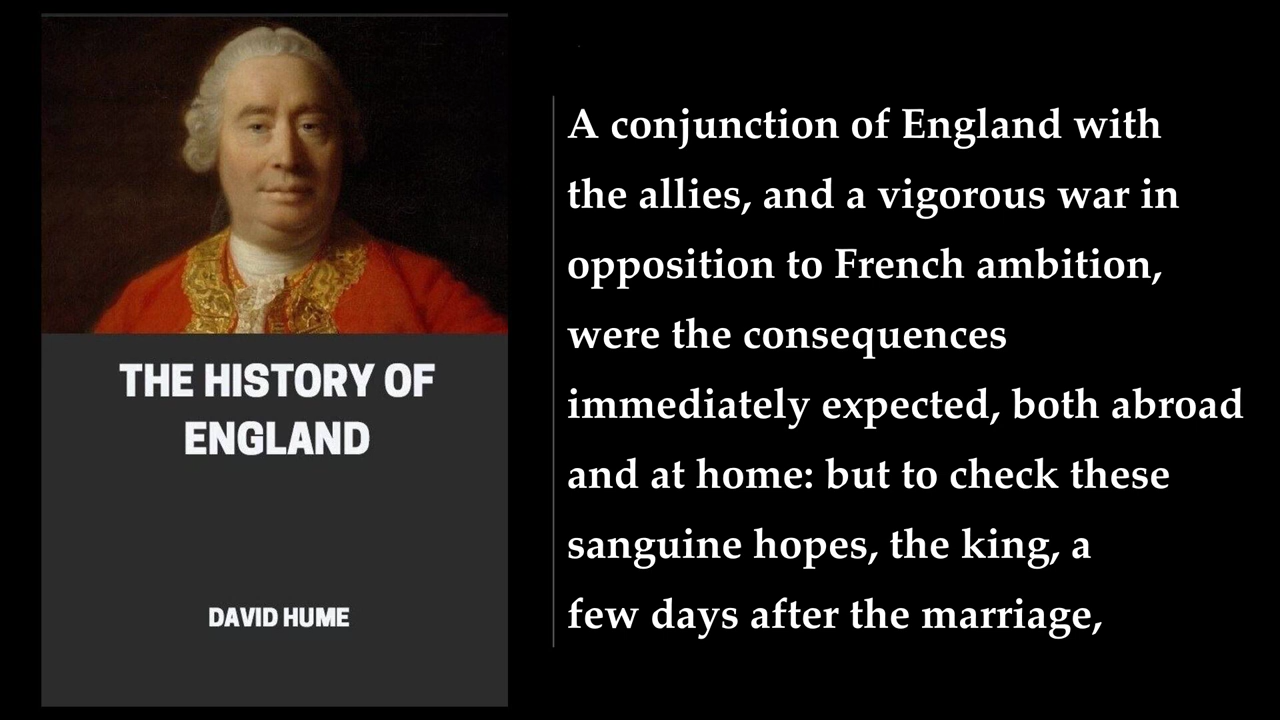 THE HISTORY OF
ENGLAND
DAVID HUME
A conjunction of England with
the allies, and a vigorous war in
opposition to French ambition,
were the consequences
immediately expected, both abroad
and at home: but to check these
sanguine hopes, the king, a
few days after the marriage,